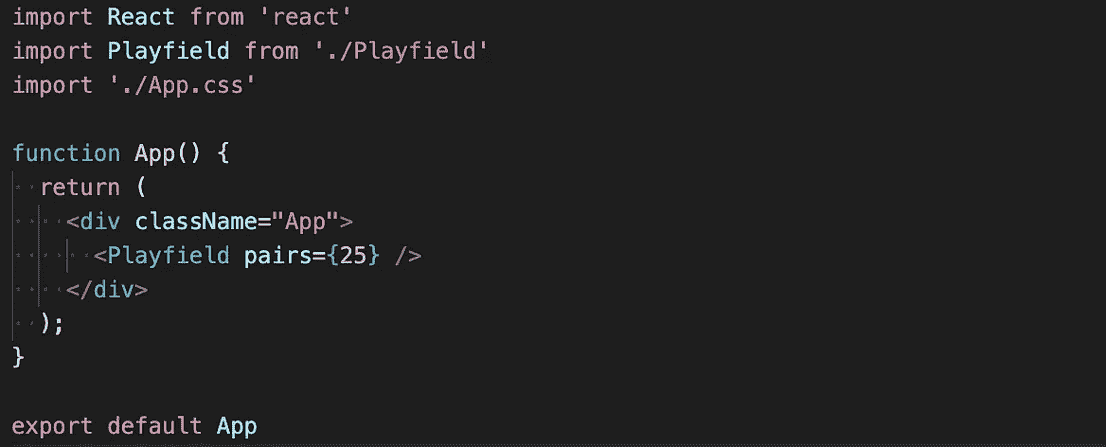 import React from 'react'
import Playfield from './Playfield'
import './App.css'
function App() {
return (
<div className="App">
<Playfield pairs={25} />
</div>
);
}
export default App